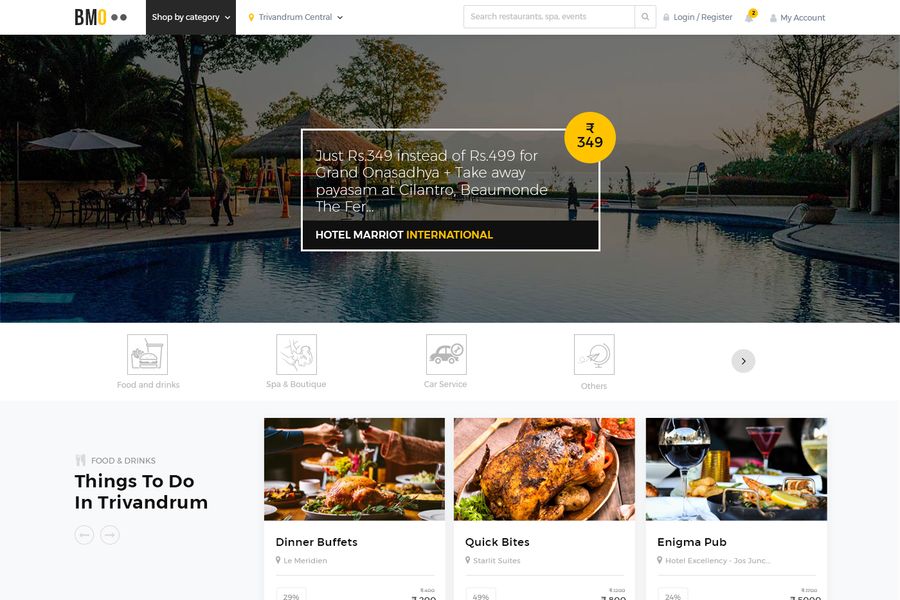 BMO
Shop by category
Trivandrum Central
Search restaurants, spa, events
Login / Register
2
My Account
₹
349
Just Rs.349 instead of Rs.499 for
Grand Onasadhya + Take away
payasam at Cilantro, Beaumonde
The Fer...
HOTEL MARRIOT INTERNATIONAL
Food and drinks
Spa & Boutique
Car Service
Others
FOOD & DRINKS
Things To Do
In Trivandrum
Dinner Buffets
Le Meridien
29%
₹400
Quick Bites
Starlit Suites
49%
₹1200
₹800
Enigma Pub
Hotel Excellency - Jos Junc...
24%
₹5000